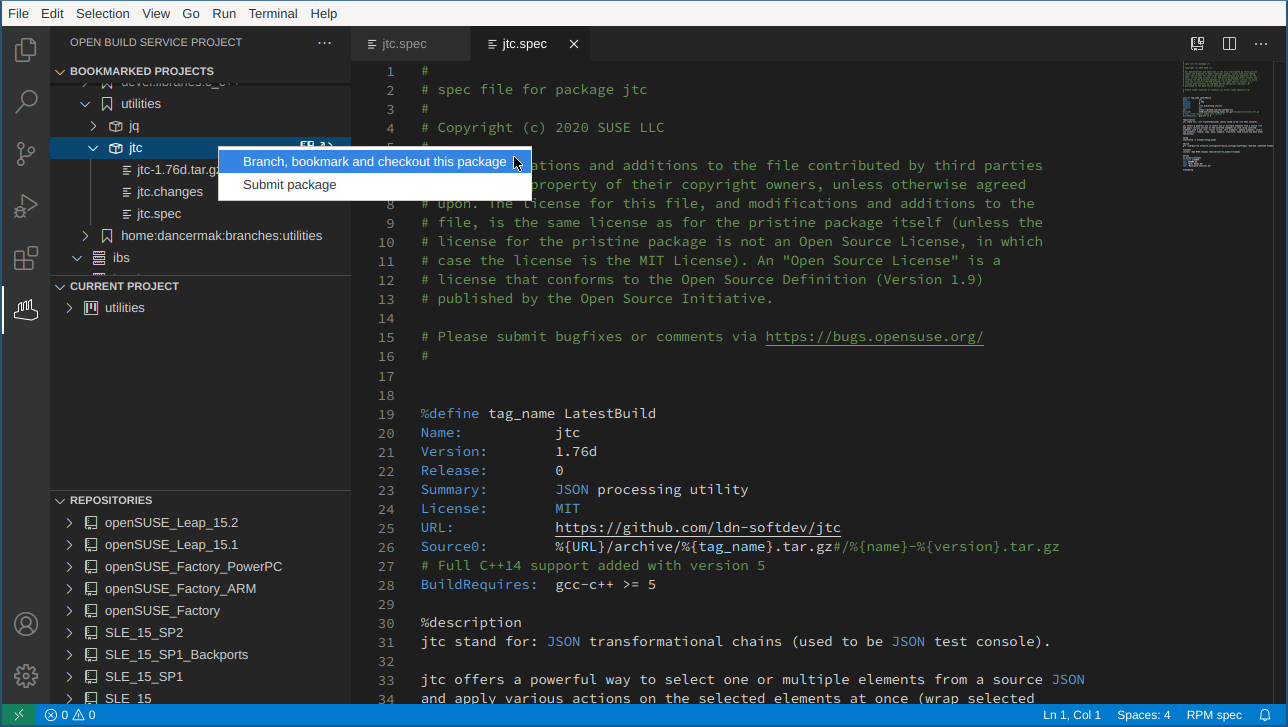 File Edit Selection View Go Run Terminal Help
OPEN BUILD SERVICE PROJECT
BOOKMARKED PROJECTS
devel:libraries:c_c++
utilities
jq
jtc
jtc-1.76d.tar.gz
jtc.changes
jtc.spec
home:dancermak:branches:utilities
ibs
Branch, bookmark and checkout this package
Submit package
CURRENT PROJECT
utilities
REPOSITORIES
openSUSE_Leap_15.2
openSUSE_Leap_15.1
openSUSE_Factory_PowerPC
openSUSE_Factory_ARM
openSUSE_Factory
SLE_15_SP2
SLE_15_SP1_Backports
SLE_15_SP1
SLE_15
jtc.spec jtc.spec
1 #
2 # spec file for package jtc
3 #
4 # Copyright (c) 2020 SUSE LLC
5 #
ations and additions to the file contributed by third parties
property of their copyright owners, unless otherwise agreed
8 # upon. The license for this file, and modifications and additions to the
9 # file, is the same license as for the pristine package itself (unless the
10 # license for the pristine package is not an Open Source License, in which
11 # case the license is the MIT License). An "Open Source License" is a
12 # license that conforms to the Open Source Definition (Version 1.9)
13 # published by the Open Source Initiative.
14
15 # Please submit bugfixes or comments via https://bugs.opensuse.org/
16 #
17
18
19 %define tag_name LatestBuild
20 Name: jtc
21 Version: 1.76d
22 Release: 0
23 Summary: JSON processing utility
24 License: MIT
25 URL: https://github.com/ldn-softdev/jtc
26 Source0: %{URL}/archive/%{tag_name}.tar.gz#/%{name}-%{version}.tar.gz
27 # Full C++14 support added with version 5
28 BuildRequires: gcc-c++ >= 5
29
30 %description
31 jtc stand for: JSON transformational chains (used to be JSON test console).
32
33 jtc offers a powerful way to select one or multiple elements from a source JSON
34 and apply various actions on the selected elements at once (wrap selected
0 0 Ln 1, Col 1 Spaces: 4 RPM spec